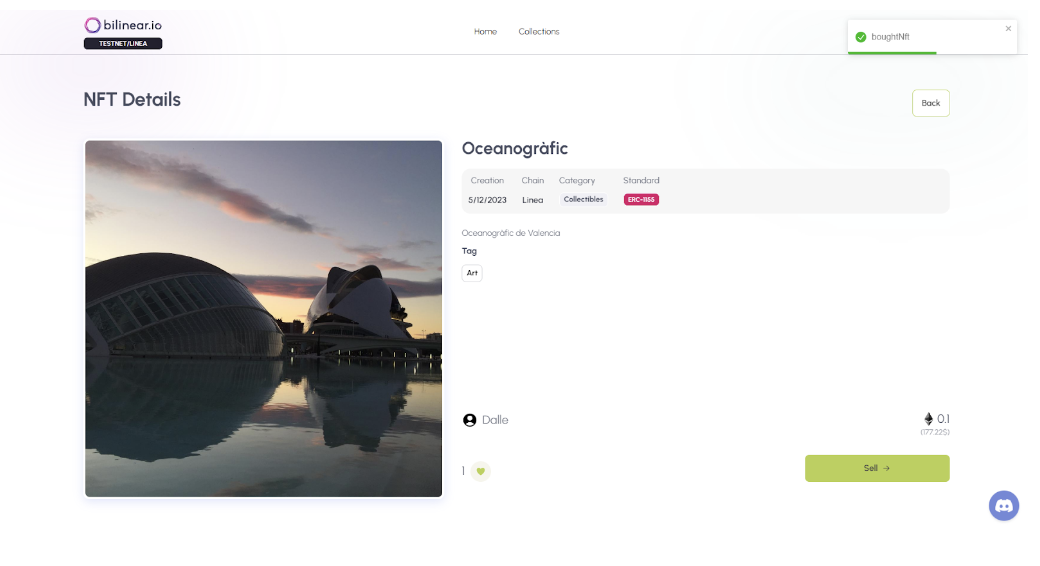 bilinear.io
TESTNET/LINEA
Home
Collections
boughtNft
NFT Details
Back
Oceanogràfic
Creation Chain Category Standard
5/12/2023 Linea Collectibles ERC-1155
Oceanogràfic de Valencia
Tag
Art
Dalle
0.1
(177.22$)
1
Sell →